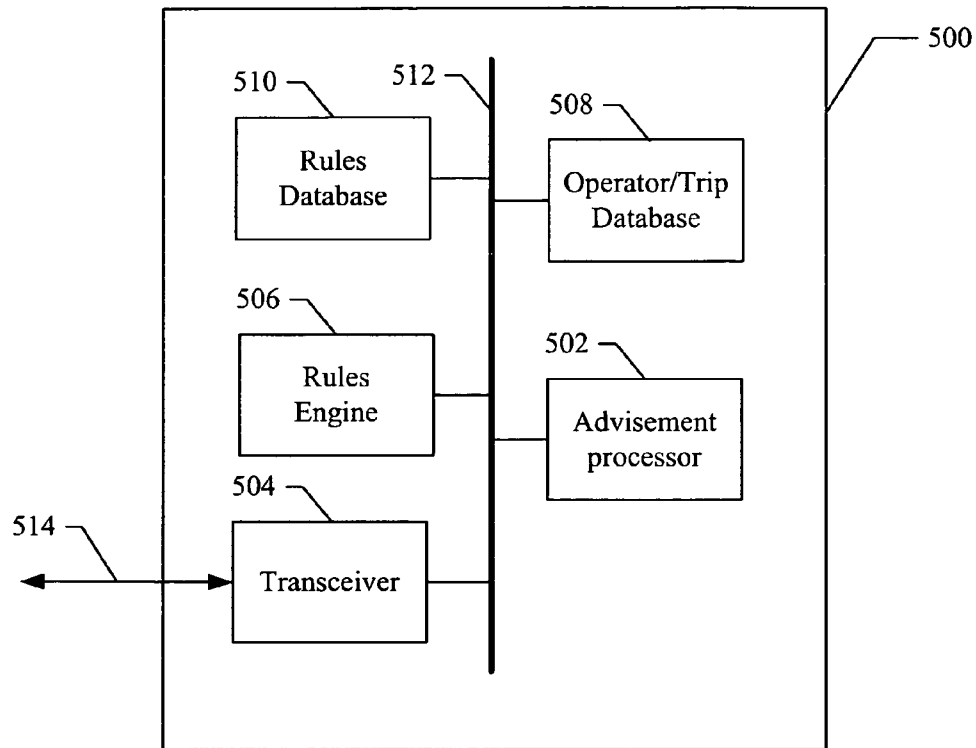 500
510
512
508
Rules
Database
Operator/Trip
Database
506
502
Rules
Engine
Advisement
processor
504
514
Transceiver